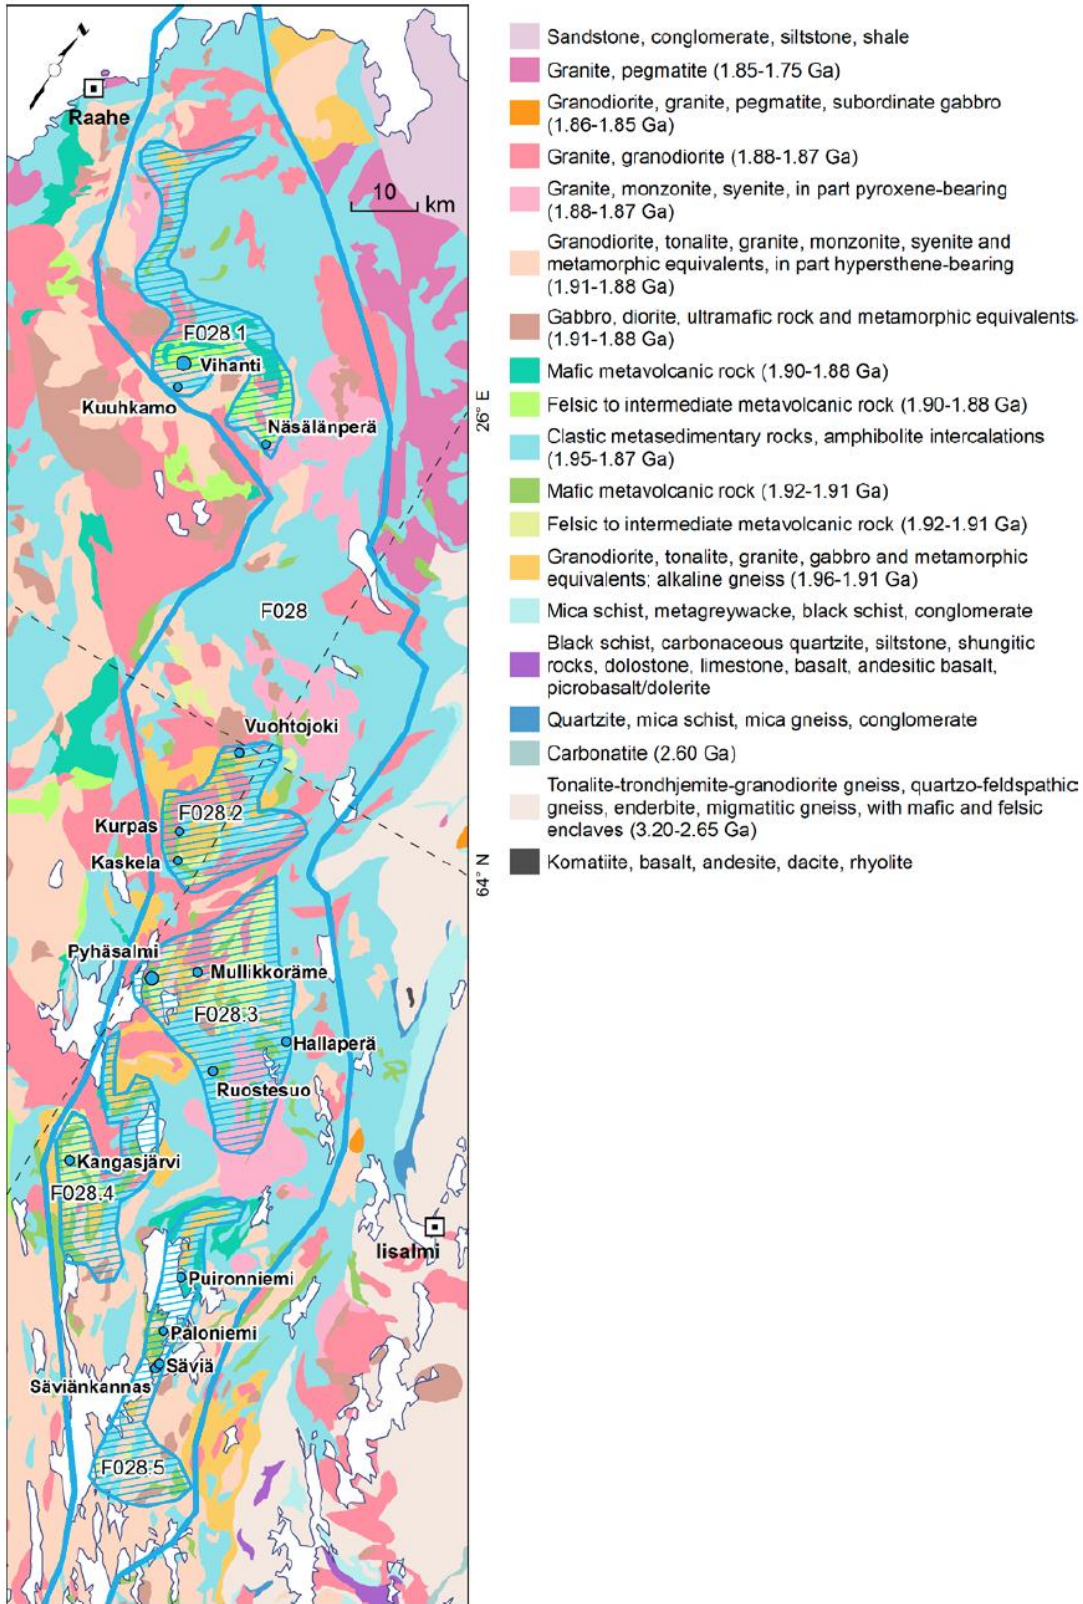 Raahe
10 km
F028.1
Vihanti
Kuuhkamo
Näsälänperä
26° E
F028
Vuohtojoki
F028.2
Kurpas
Kaskela
64° N
Pyhäsalmi
Mullikkoräme
F028.3
Hallaperä
Ruostesuo
Kangasjärvi
F028.4
Iisalmi
Puironniemi
Paloniemi
Säviä
Säviänkannas
F028.5
Sandstone, conglomerate, siltstone, shale
Granite, pegmatite (1.85-1.75 Ga)
Granodiorite, granite, pegmatite, subordinate gabbro
(1.86-1.85 Ga)
Granite, granodiorite (1.88-1.87 Ga)
Granite, monzonite, syenite, in part pyroxene-bearing
(1.88-1.87 Ga)
Granodiorite, tonalite, granite, monzonite, syenite and
metamorphic equivalents, in part hypersthene-bearing
(1.91-1.88 Ga)
Gabbro, diorite, ultramafic rock and metamorphic equivalents
(1.91-1.88 Ga)
Mafic metavolcanic rock (1.90-1.88 Ga)
Felsic to intermediate metavolcanic rock (1.90-1.88 Ga)
Clastic metasedimentary rocks, amphibolite intercalations
(1.95-1.87 Ga)
Mafic metavolcanic rock (1.92-1.91 Ga)
Felsic to intermediate metavolcanic rock (1.92-1.91 Ga)
Granodiorite, tonalite, granite, gabbro and metamorphic
equivalents; alkaline gneiss (1.96-1.91 Ga)
Mica schist, metagreywacke, black schist, conglomerate
Black schist, carbonaceous quartzite, siltstone, shungitic
rocks, dolostone, limestone, basalt, andesitic basalt,
picrobasalt/dolerite
Quartzite, mica schist, mica gneiss, conglomerate
Carbonatite (2.60 Ga)
Tonalite-trondhjemite-granodiorite gneiss, quartzo-feldspathic
gneiss, enderbite, migmatitic gneiss, with mafic and felsic
enclaves (3.20-2.65 Ga)
Komatiite, basalt, andesite, dacite, rhyolite